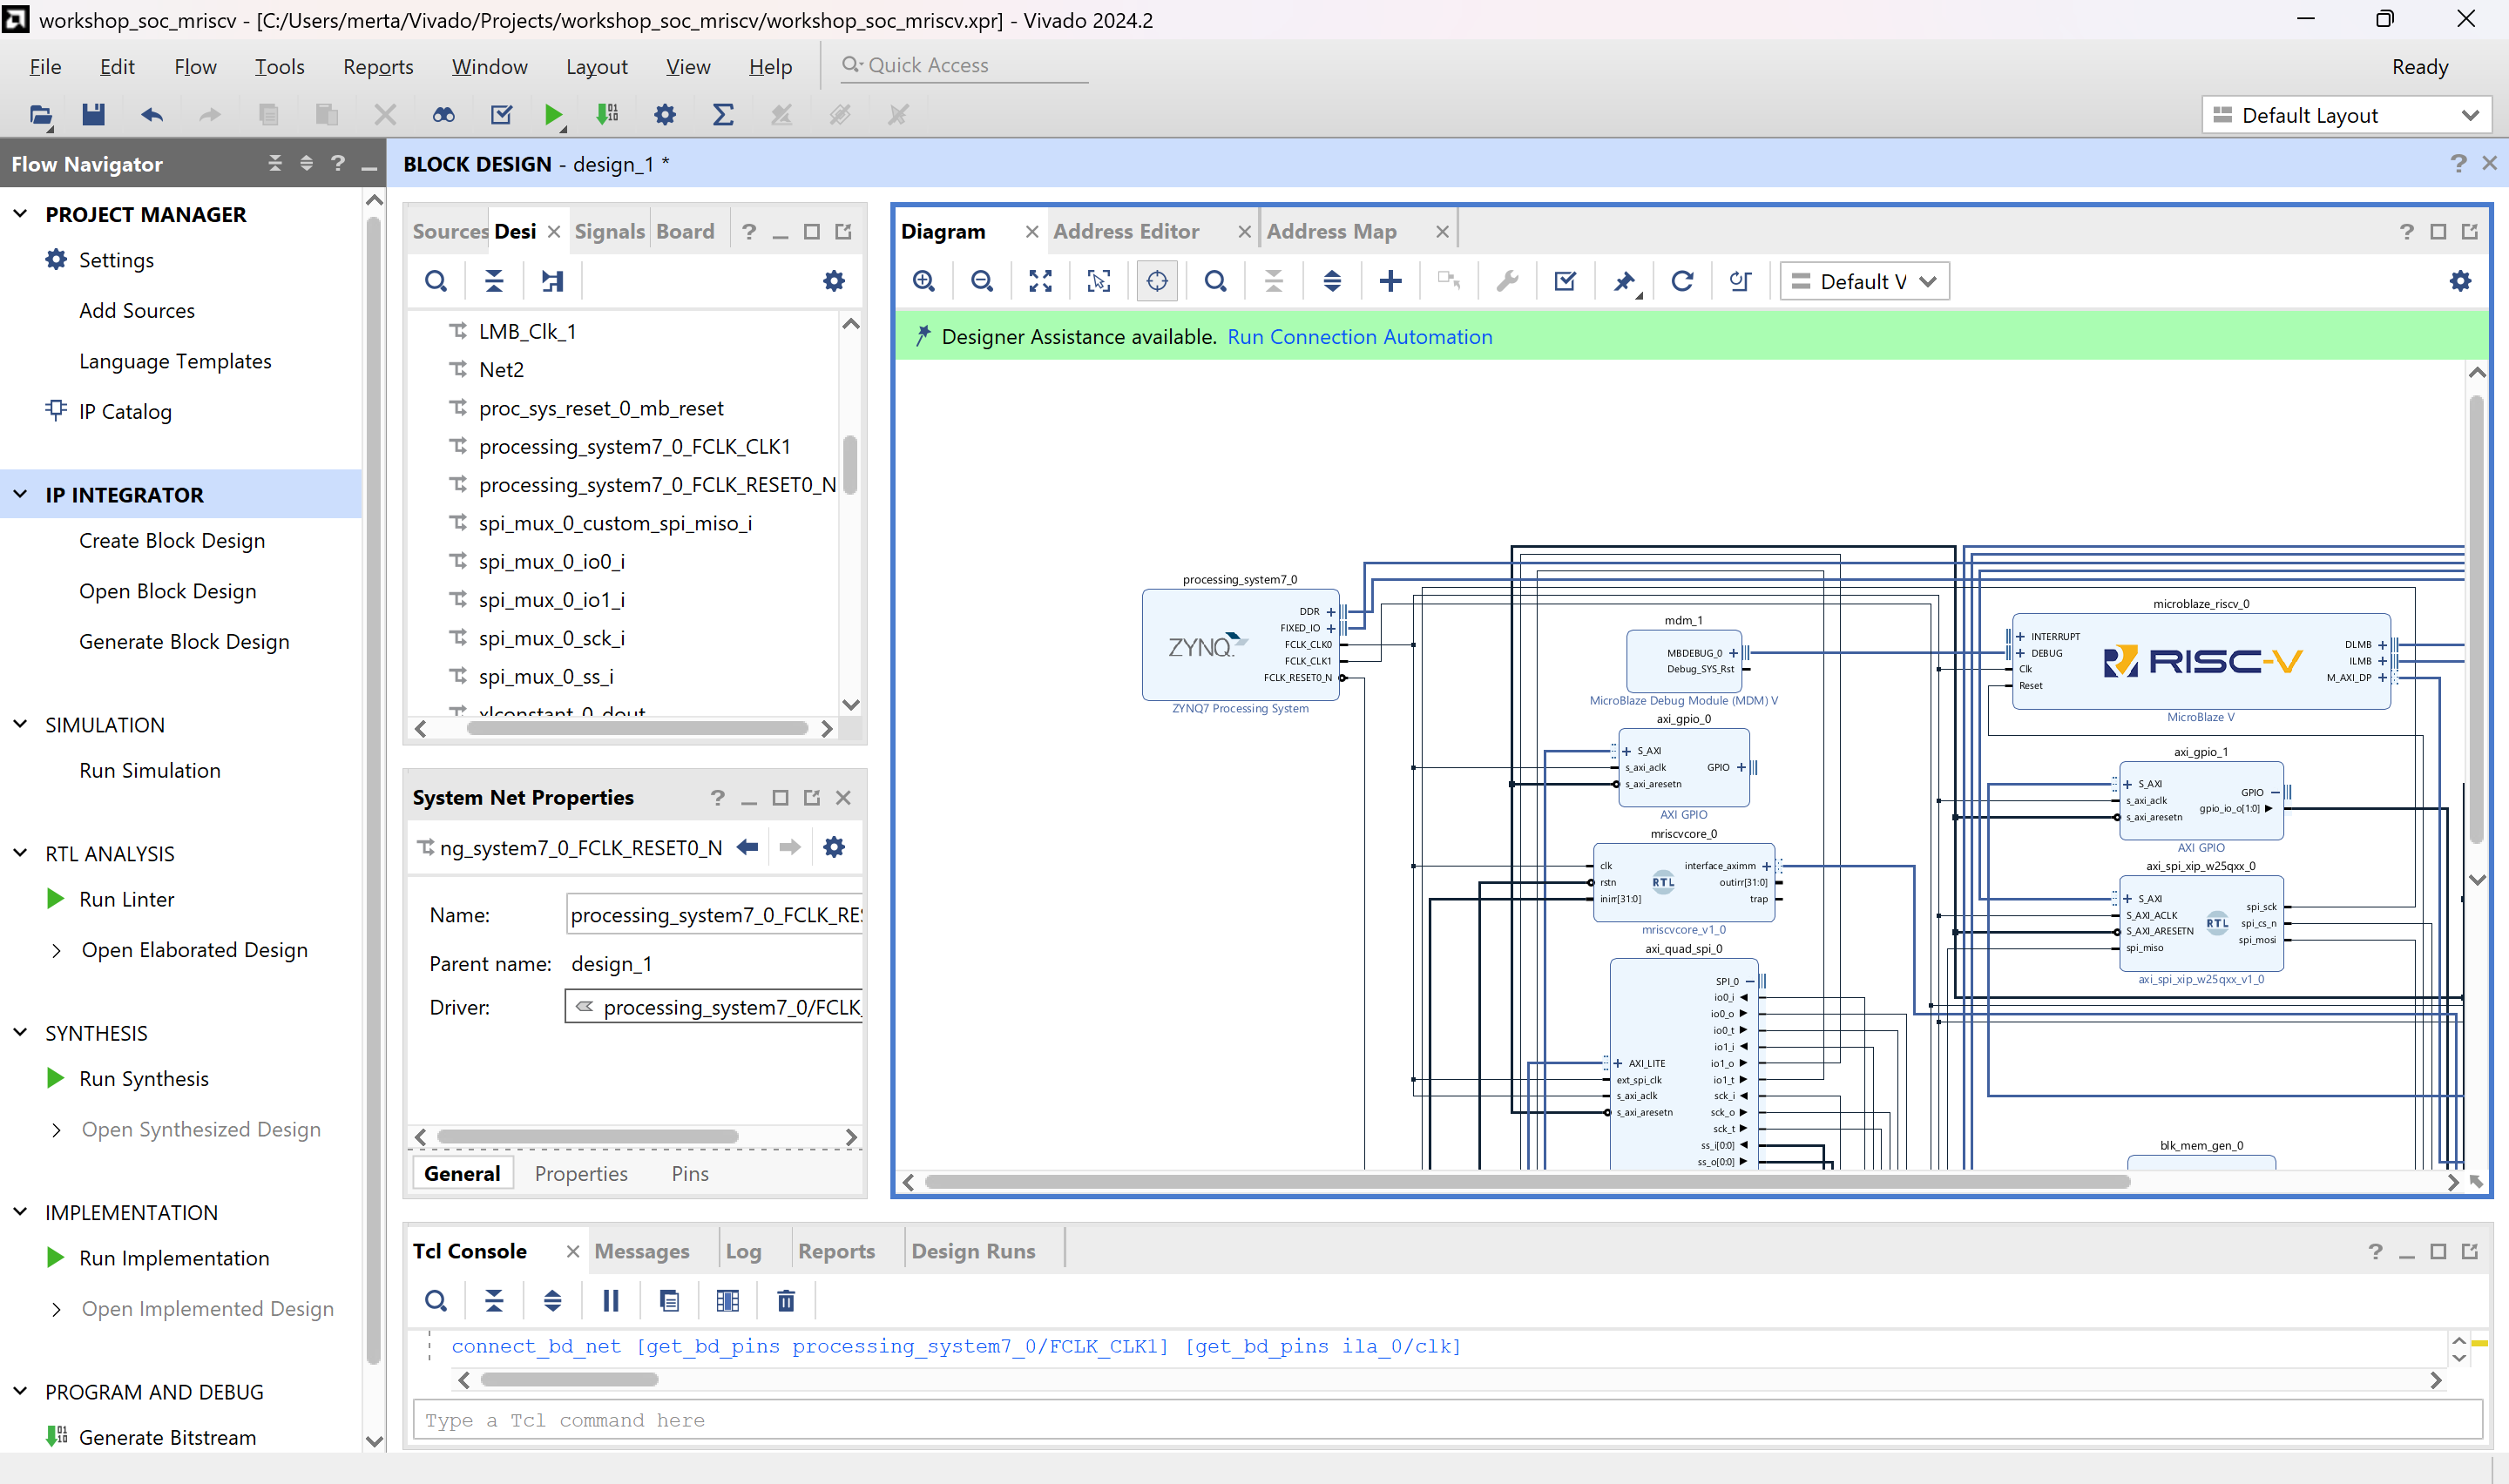 workshop_soc_mriscv - [C:/Users/merta/Vivado/Projects/workshop_soc_mriscv/workshop_soc_mriscv.xpr] - Vivado 2024.2
File Edit Flow Tools Reports Window Layout View Help Quick Access Ready
Default Layout
Flow Navigator
PROJECT MANAGER
Settings
Add Sources
Language Templates
IP Catalog
IP INTEGRATOR
Create Block Design
Open Block Design
Generate Block Design
SIMULATION
Run Simulation
RTL ANALYSIS
Run Linter
Open Elaborated Design
SYNTHESIS
Run Synthesis
Open Synthesized Design
IMPLEMENTATION
Run Implementation
Open Implemented Design
PROGRAM AND DEBUG
Generate Bitstream
BLOCK DESIGN - design_1 *
Sources Desi Signals Board
LMB_Clk_1
Net2
proc_sys_reset_0_mb_reset
processing_system7_0_FCLK_CLK1
processing_system7_0_FCLK_RESET0_N
spi_mux_0_custom_spi_miso_i
spi_mux_0_io0_i
spi_mux_0_io1_i
spi_mux_0_sck_i
spi_mux_0_ss_i
xlconstant_0_dout
System Net Properties
ng_system7_0_FCLK_RESET0_N
Name: processing_system7_0_FCLK_RES
Parent name: design_1
Driver: processing_system7_0/FCLK_
General Properties Pins
Diagram Address Editor Address Map
Default V
Designer Assistance available. Run Connection Automation
processing_system7_0
DDR
FIXED_IO
FCLK_CLK0
FCLK_CLK1
FCLK_RESET0_N
ZYNQ
ZYNQ7 Processing System
mdm_1
MBDEBUG_0
Debug_SYS_Rst
MicroBlaze Debug Module (MDM) V
axi_gpio_0
S_AXI
s_axi_aclk GPIO
s_axi_aresetn
AXI GPIO
mriscvcore_0
clk interface_aximm
rstn RTL outirr[31:0]
inirr[31:0] trap
mriscvcore_v1_0
axi_quad_spi_0
SPI_0
io0_i
io0_o
io0_t
io1_i
AXI_LITE io1_o
ext_spi_clk io1_t
s_axi_aclk sck_i
s_axi_aresetn sck_o
sck_t
ss_i[0:0]
ss_o[0:0]
microblaze_riscv_0
INTERRUPT DLMB
DEBUG ILMB
Clk M_AXI_DP
Reset
RISC-V
MicroBlaze V
axi_gpio_1
S_AXI GPIO
s_axi_aclk gpio_io_o[1:0]
s_axi_aresetn
AXI GPIO
axi_spi_xip_w25qxx_0
S_AXI spi_sck
S_AXI_ACLK RTL spi_cs_n
S_AXI_ARESETN spi_mosi
spi_miso
axi_spi_xip_w25qxx_v1_0
blk_mem_gen_0
Tcl Console Messages Log Reports Design Runs
connect_bd_net [get_bd_pins processing_system7_0/FCLK_CLK1] [get_bd_pins ila_0/clk]
Type a Tcl command here